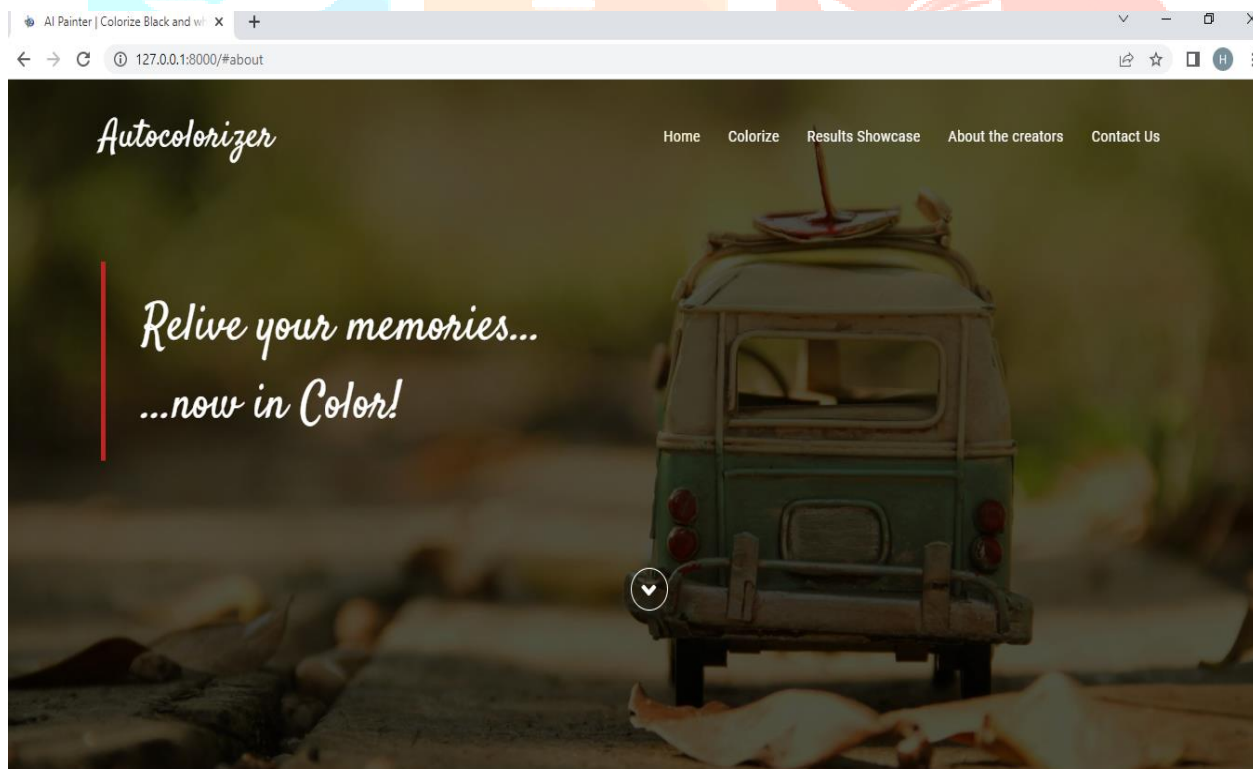 AI Painter | Colorize Black and wh
127.0.0.1:8000/#about
H
Autocolorizer
Home Colorize Results Showcase About the creators Contact Us
Relive your memories...
...now in Color!